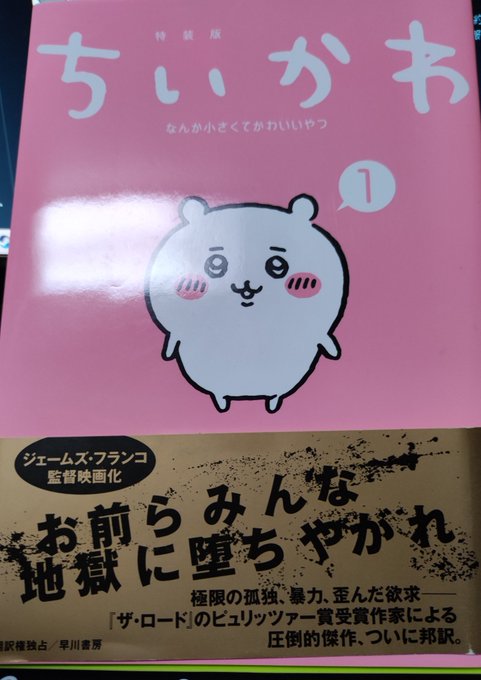 特装版
ちいかわ
なんか小さくてかわいいやつ
1
ジェームズ・フランコ
監督映画化
お前らみんな
地獄に堕ちやがれ
極限の孤独、暴力、歪んだ欲求──
『ザ・ロード』のピュリッツァー賞受賞作家による
圧倒的傑作、ついに邦訳。
翻訳権独占/早川書房